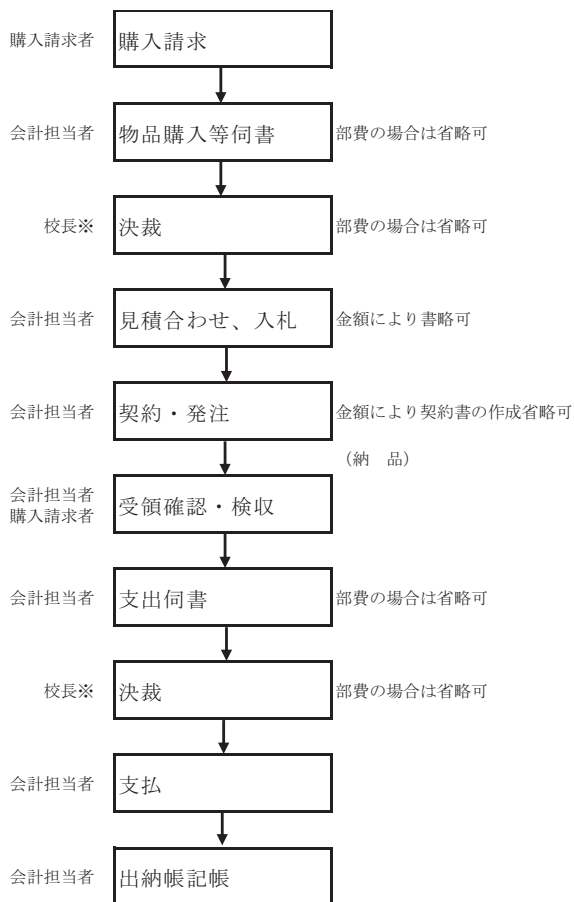 購入請求者 購入請求
会計担当者 物品購入等伺書 部費の場合は省略可
校長※ 決裁 部費の場合は省略可
会計担当者 見積合わせ、入札 金額により書略可
会計担当者 契約・発注 金額により契約書の作成省略可
（納　品）
会計担当者
購入請求者 受領確認・検収
会計担当者 支出伺書 部費の場合は省略可
校長※ 決裁 部費の場合は省略可
会計担当者 支払
会計担当者 出納帳記帳